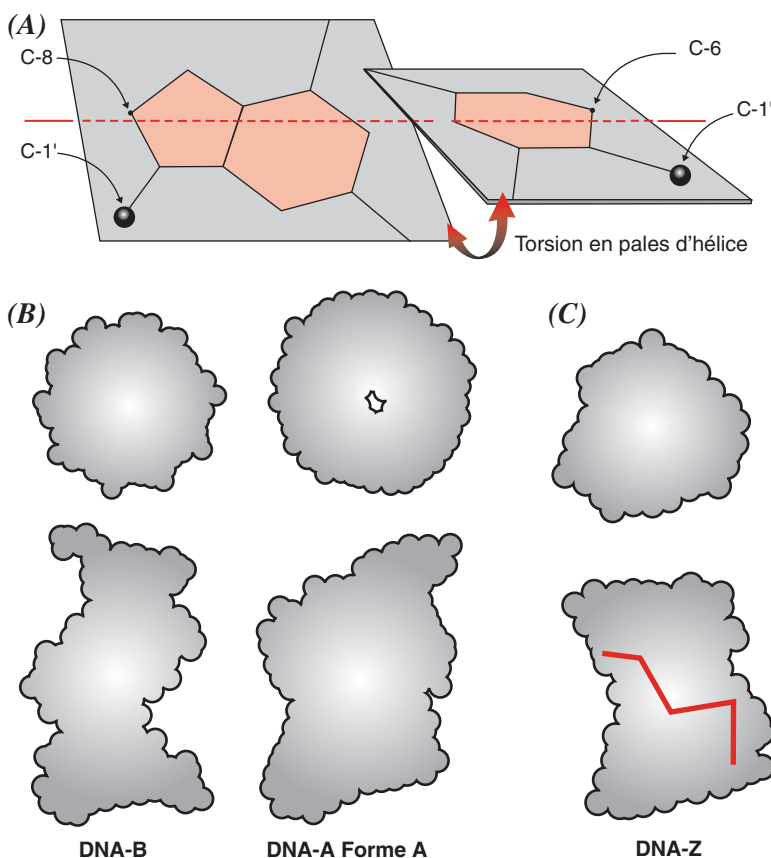 (A)
C-8
C-6
C-1'
C-1'
Torsion en pales d'hélice
(B)
(C)
DNA-B
DNA-A Forme A
DNA-Z